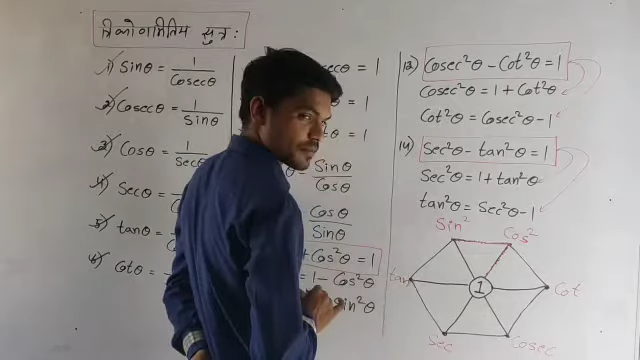 त्रिकोणमितिय सुत्र :
1) Sinθ = 1/Cosecθ
2) Cosecθ = 1/Sinθ
3) Cosθ = 1/Secθ
4) Secθ =
5) tanθ =
6) Cotθ =
Cosecθ = 1
θ = 1
θ = 1
Sinθ/Cosθ
Cosθ/Sinθ
+ Cos²θ = 1
= 1 - Cos²θ
Sin²θ
13) Cosec²θ - Cot²θ = 1
Cosec²θ = 1 + Cot²θ
Cot²θ = Cosec²θ - 1
14) Sec²θ - tan²θ = 1
Sec²θ = 1 + tan²θ
tan²θ = Sec²θ - 1
Sin² Cos²
tan 1 Cot
Sec Cosec